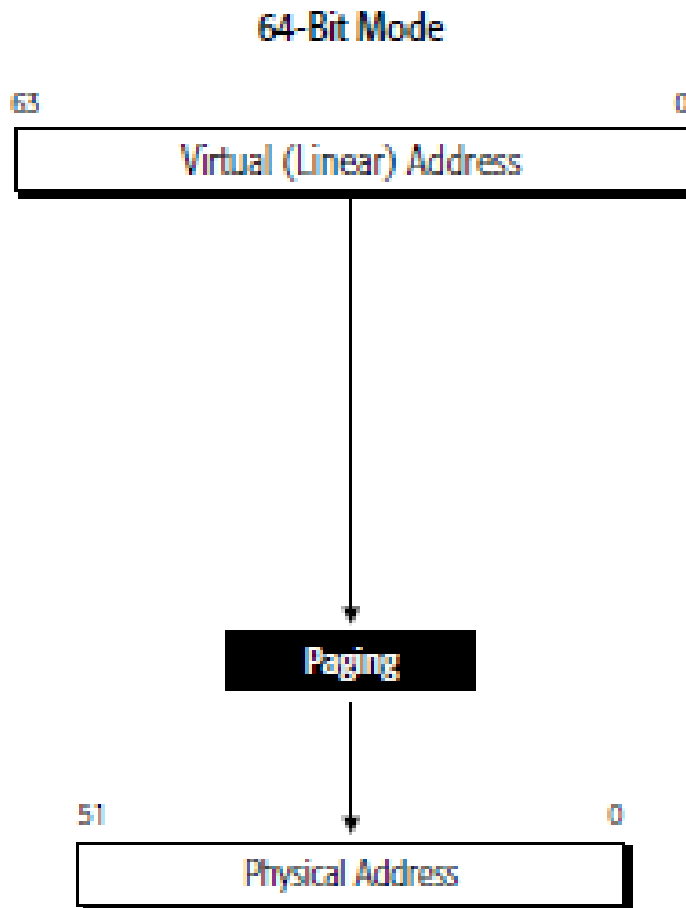 64-Bit Mode
63 0
Virtual (Linear) Address
Paging
51 0
Physical Address